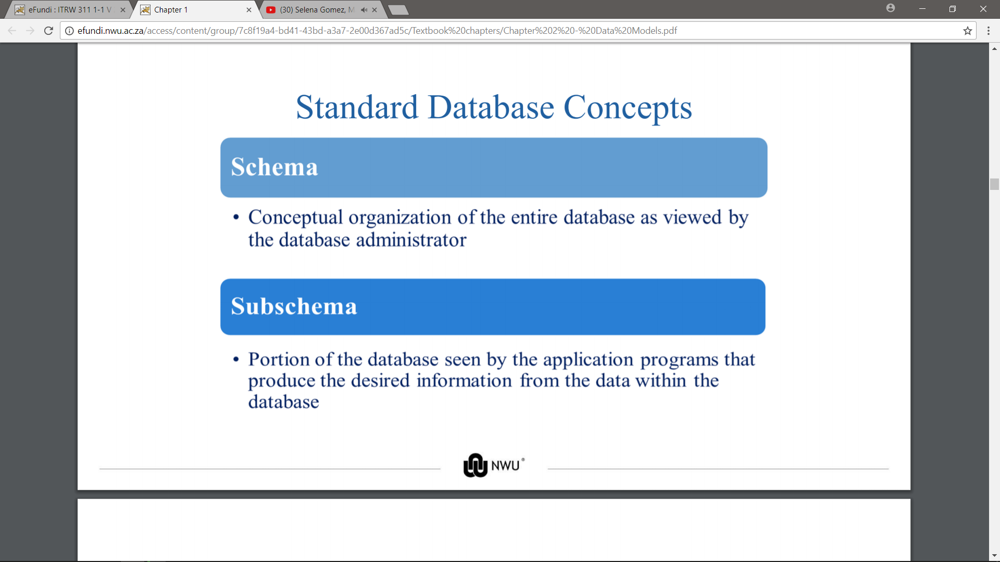 eFundi : ITRW 311 1-1 V
Chapter 1
(30) Selena Gomez, M
efundi.nwu.ac.za/access/content/group/7c8f19a4-bd41-43bd-a3a7-2e00d367ad5c/Textbook%20chapters/Chapter%202%20-%20Data%20Models.pdf
Standard Database Concepts
Schema
• Conceptual organization of the entire database as viewed by
the database administrator
Subschema
• Portion of the database seen by the application programs that
produce the desired information from the data within the
database
NWU®